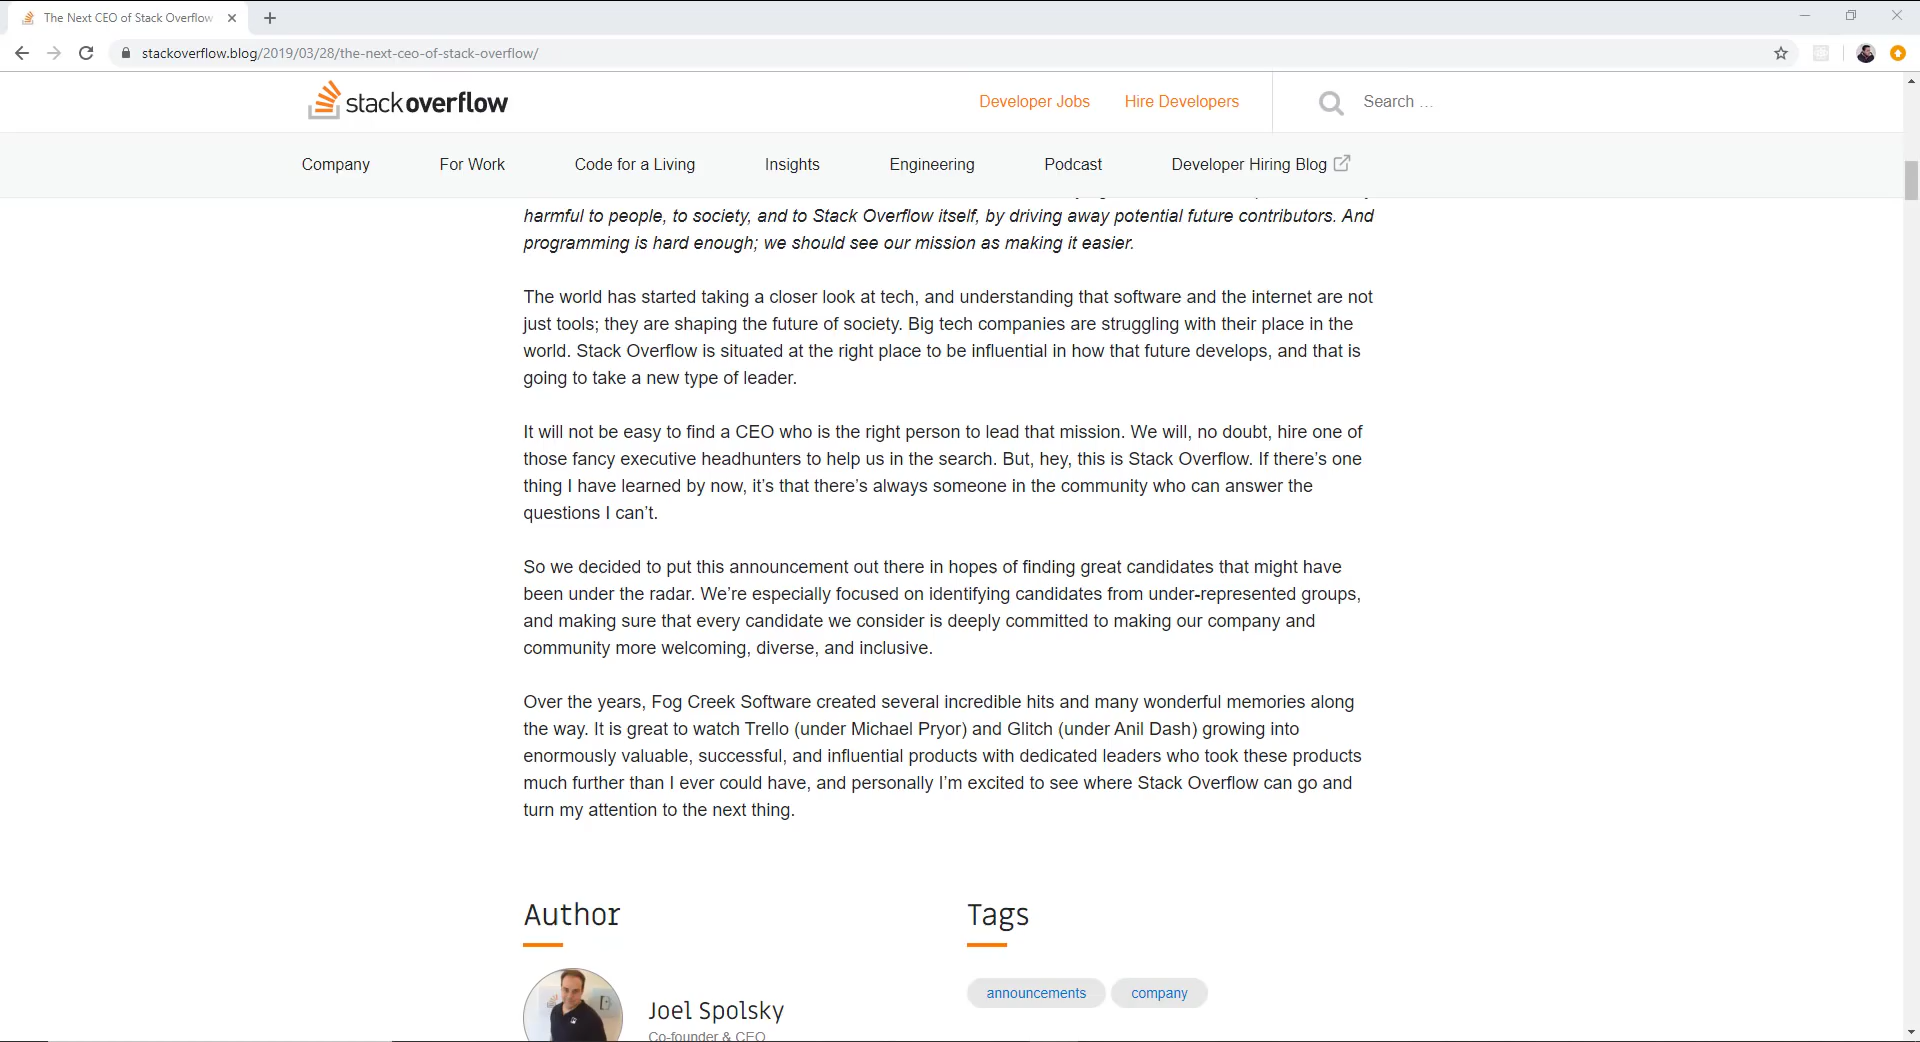 The Next CEO of Stack Overflow
stackoverflow.blog/2019/03/28/the-next-ceo-of-stack-overflow/
stackoverflow
Developer Jobs
Hire Developers
Search ...
Company
For Work
Code for a Living
Insights
Engineering
Podcast
Developer Hiring Blog
harmful to people, to society, and to Stack Overflow itself, by driving away potential future contributors. And
programming is hard enough; we should see our mission as making it easier.
The world has started taking a closer look at tech, and understanding that software and the internet are not
just tools; they are shaping the future of society. Big tech companies are struggling with their place in the
world. Stack Overflow is situated at the right place to be influential in how that future develops, and that is
going to take a new type of leader.
It will not be easy to find a CEO who is the right person to lead that mission. We will, no doubt, hire one of
those fancy executive headhunters to help us in the search. But, hey, this is Stack Overflow. If there’s one
thing I have learned by now, it’s that there’s always someone in the community who can answer the
questions I can’t.
So we decided to put this announcement out there in hopes of finding great candidates that might have
been under the radar. We’re especially focused on identifying candidates from under-represented groups,
and making sure that every candidate we consider is deeply committed to making our company and
community more welcoming, diverse, and inclusive.
Over the years, Fog Creek Software created several incredible hits and many wonderful memories along
the way. It is great to watch Trello (under Michael Pryor) and Glitch (under Anil Dash) growing into
enormously valuable, successful, and influential products with dedicated leaders who took these products
much further than I ever could have, and personally I’m excited to see where Stack Overflow can go and
turn my attention to the next thing.
Author
Tags
announcements
company
Joel Spolsky
Co-founder & CEO